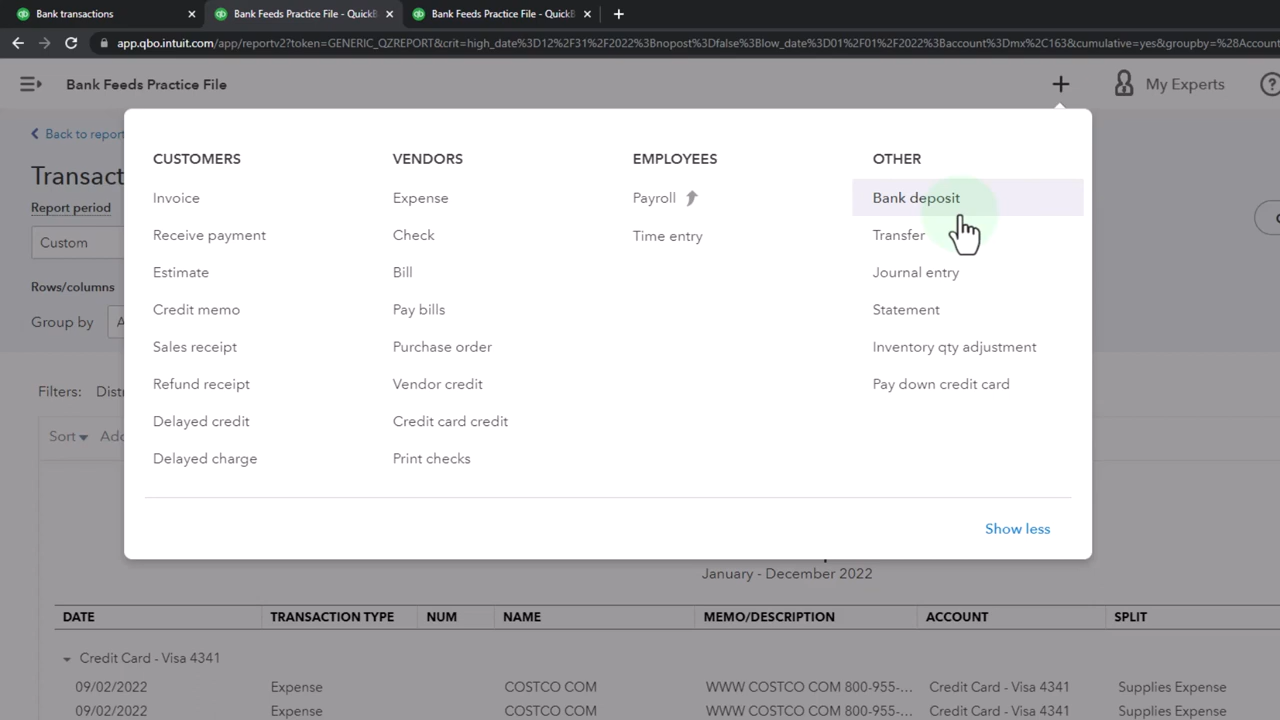 Bank transactions
Bank Feeds Practice File - QuickB
Bank Feeds Practice File - QuickB
app.qbo.intuit.com/app/reportv2?token=GENERIC_QZREPORT&crit=high_date%3D12%2F31%2F2022%3Bnopost%3Dfalse%3Blow_date%3D01%2F01%2F2022%3Baccount%3Dmx%2C163&cumulative=yes&groupby=%28Account
Bank Feeds Practice File
My Experts
Back to report
CUSTOMERS
Invoice
Receive payment
Estimate
Credit memo
Sales receipt
Refund receipt
Delayed credit
Delayed charge
VENDORS
Expense
Check
Bill
Pay bills
Purchase order
Vendor credit
Credit card credit
Print checks
EMPLOYEES
Payroll
Time entry
OTHER
Bank deposit
Transfer
Journal entry
Statement
Inventory qty adjustment
Pay down credit card
Show less
Transact
Report period
Custom
Rows/columns
Group by A
Filters: Distr
Sort Add
January - December 2022
DATE TRANSACTION TYPE NUM NAME MEMO/DESCRIPTION ACCOUNT SPLIT
Credit Card - Visa 4341
09/02/2022 Expense COSTCO COM WWW COSTCO COM 800-955-... Credit Card - Visa 4341 Supplies Expense
09/02/2022 Expense COSTCO COM WWW COSTCO COM 800-955-... Credit Card - Visa 4341 Supplies Expense